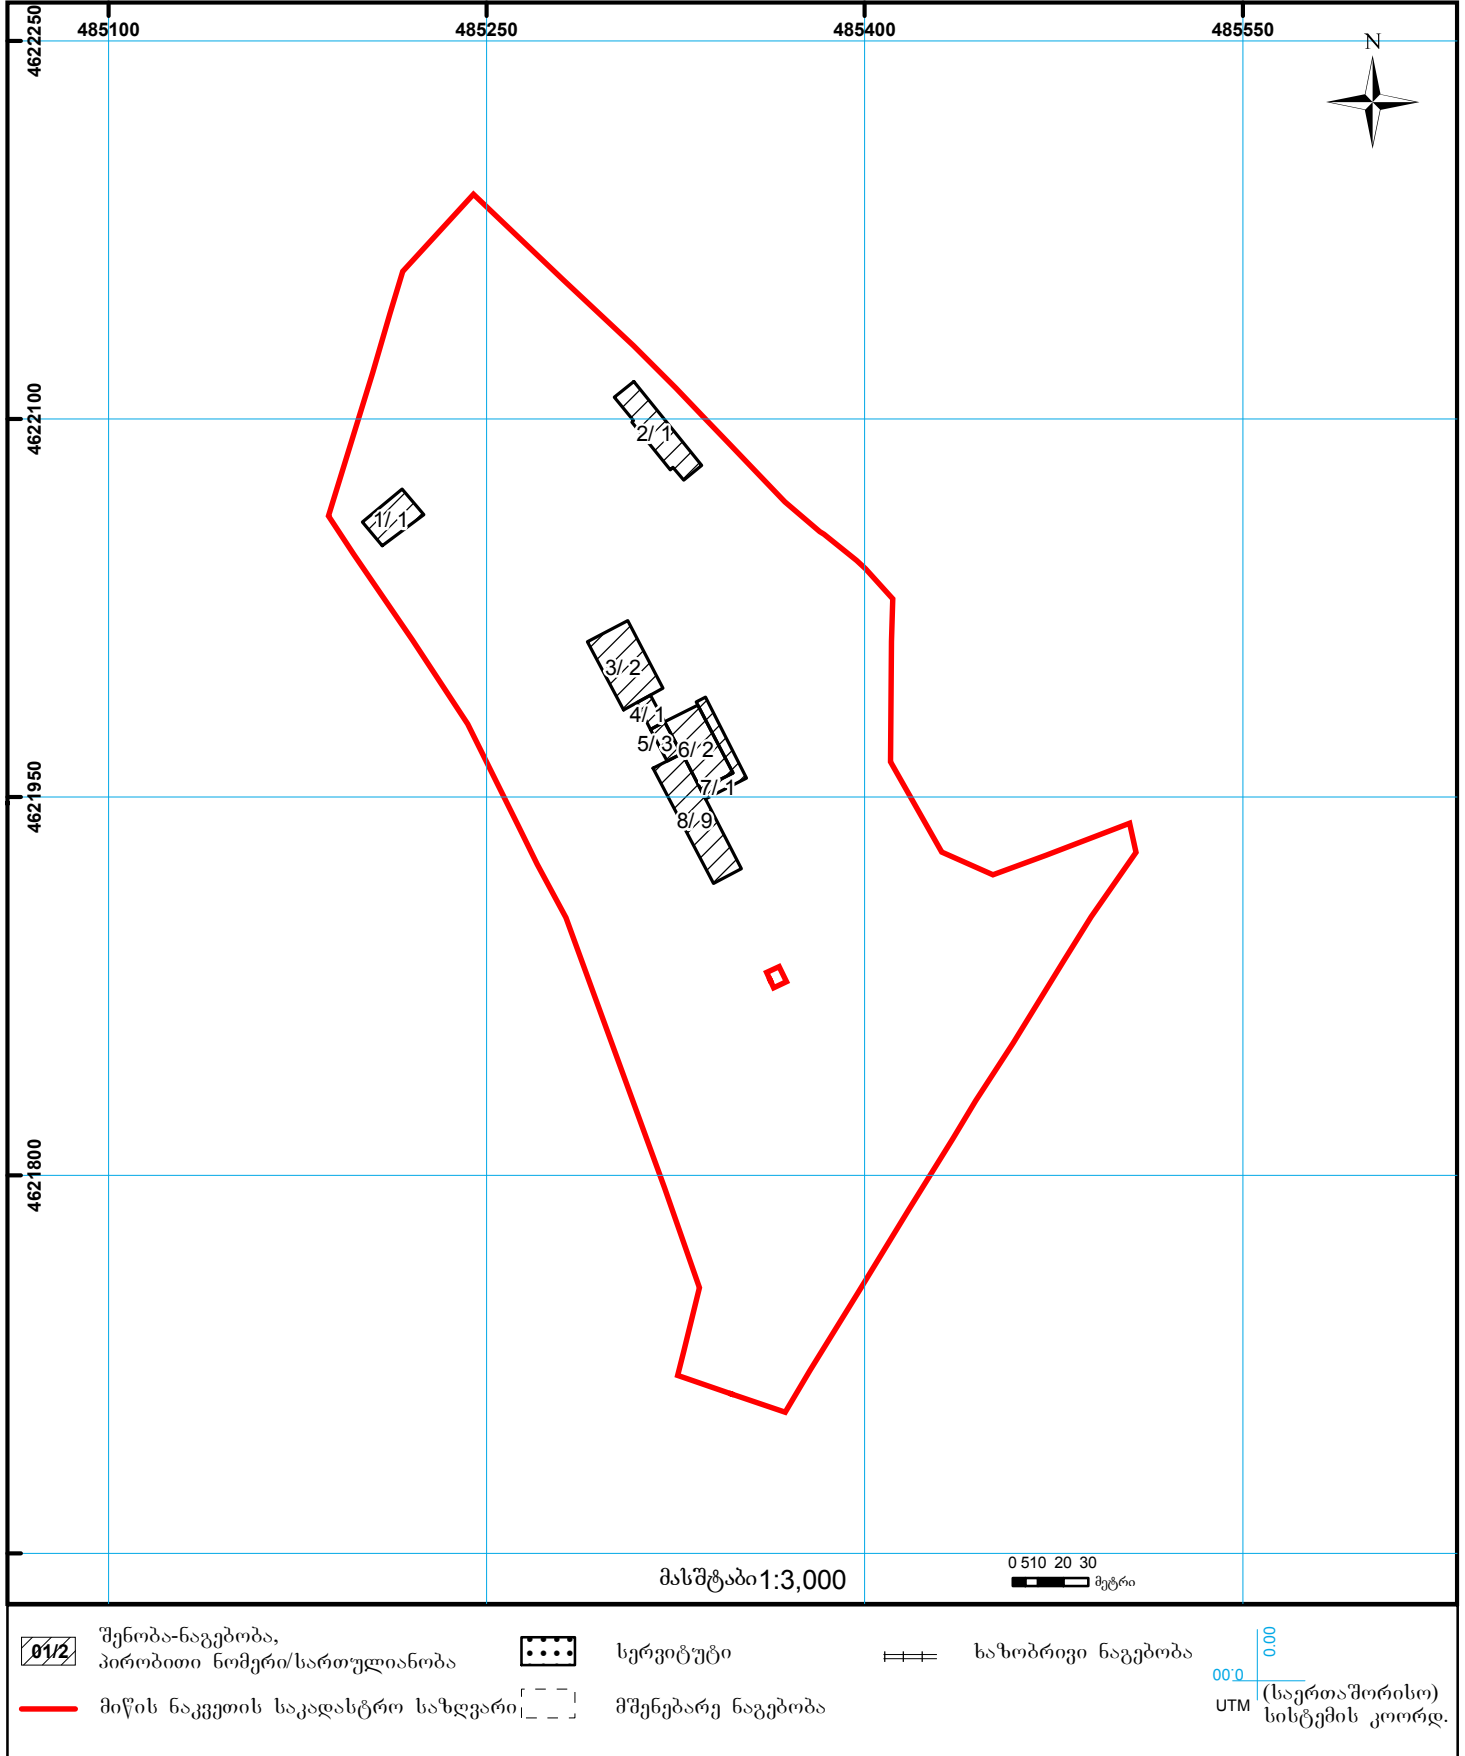 485100
485250
485400
485550
4622250
N
4622100
2/ 1
1/ 1
3/ 2
4/ 1
5/ 3
6/ 2
4621950
7/ 1
8/ 9
4621800
მასშტაბი 1:3,000
0 510 20 30
მეტრი
01/2
შენობა-ნაგებობა,
პირობითი ნომერი/სართულიანობა
სერვიტუტი
ხაზობრივი ნაგებობა
00.0
00.0
მიწის ნაკვეთის საკადასტრო საზღვარი
მშენებარე ნაგებობა
UTM
(საერთაშორისო)
სისტემის კოორდ.